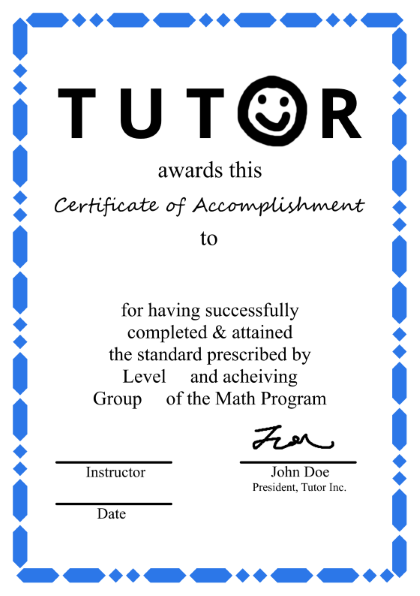 TUTOR
awards this
Certificate of Accomplishment
to
for having successfully
completed & attained
the standard prescribed by
Level and acheiving
Group of the Math Program
Instructor
John Doe
President, Tutor Inc.
Date